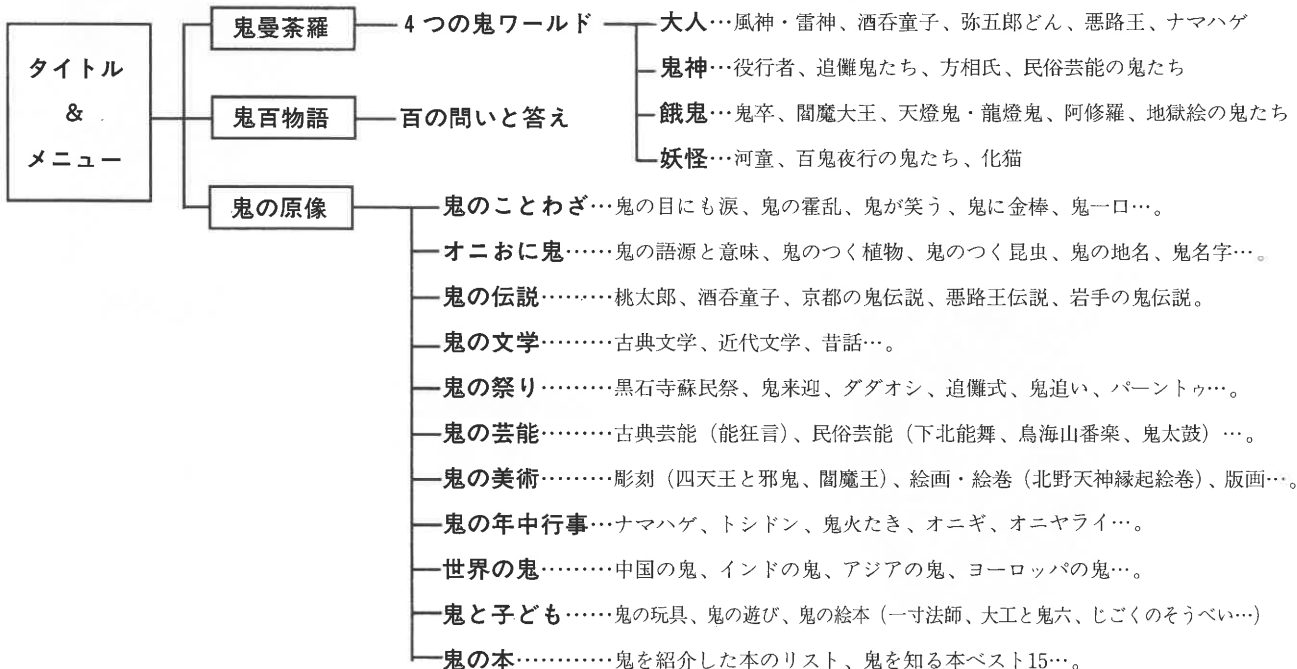 タイトル
&
メニュー
鬼曼荼羅
4つの鬼ワールド
大人…風神・雷神、酒呑童子、弥五郎どん、悪路王、ナマハゲ
鬼神…役行者、追儺鬼たち、方相氏、民俗芸能の鬼たち
餓鬼…鬼卒、閻魔大王、天燈鬼・龍燈鬼、阿修羅、地獄絵の鬼たち
妖怪…河童、百鬼夜行の鬼たち、化猫
鬼百物語
百の問いと答え
鬼の原像
鬼のことわざ…鬼の目にも涙、鬼の霍乱、鬼が笑う、鬼に金棒、鬼一口…。
オニおに鬼……鬼の語源と意味、鬼のつく植物、鬼のつく昆虫、鬼の地名、鬼名字…。
鬼の伝説………桃太郎、酒呑童子、京都の鬼伝説、悪路王伝説、岩手の鬼伝説。
鬼の文学………古典文学、近代文学、昔話…。
鬼の祭り………黒石寺蘇民祭、鬼来迎、ダダオシ、追儺式、鬼追い、パーントゥ…。
鬼の芸能………古典芸能（能狂言）、民俗芸能（下北能舞、鳥海山番楽、鬼太鼓）…。
鬼の美術………彫刻（四天王と邪鬼、閻魔王）、絵画・絵巻（北野天神縁起絵巻）、版画…。
鬼の年中行事…ナマハゲ、トシドン、鬼火たき、オニギ、オニヤライ…。
世界の鬼………中国の鬼、インドの鬼、アジアの鬼、ヨーロッパの鬼…。
鬼と子ども……鬼の玩具、鬼の遊び、鬼の絵本（一寸法師、大工と鬼六、じごくのそうべい…）
鬼の本…………鬼を紹介した本のリスト、鬼を知る本ベスト15…。